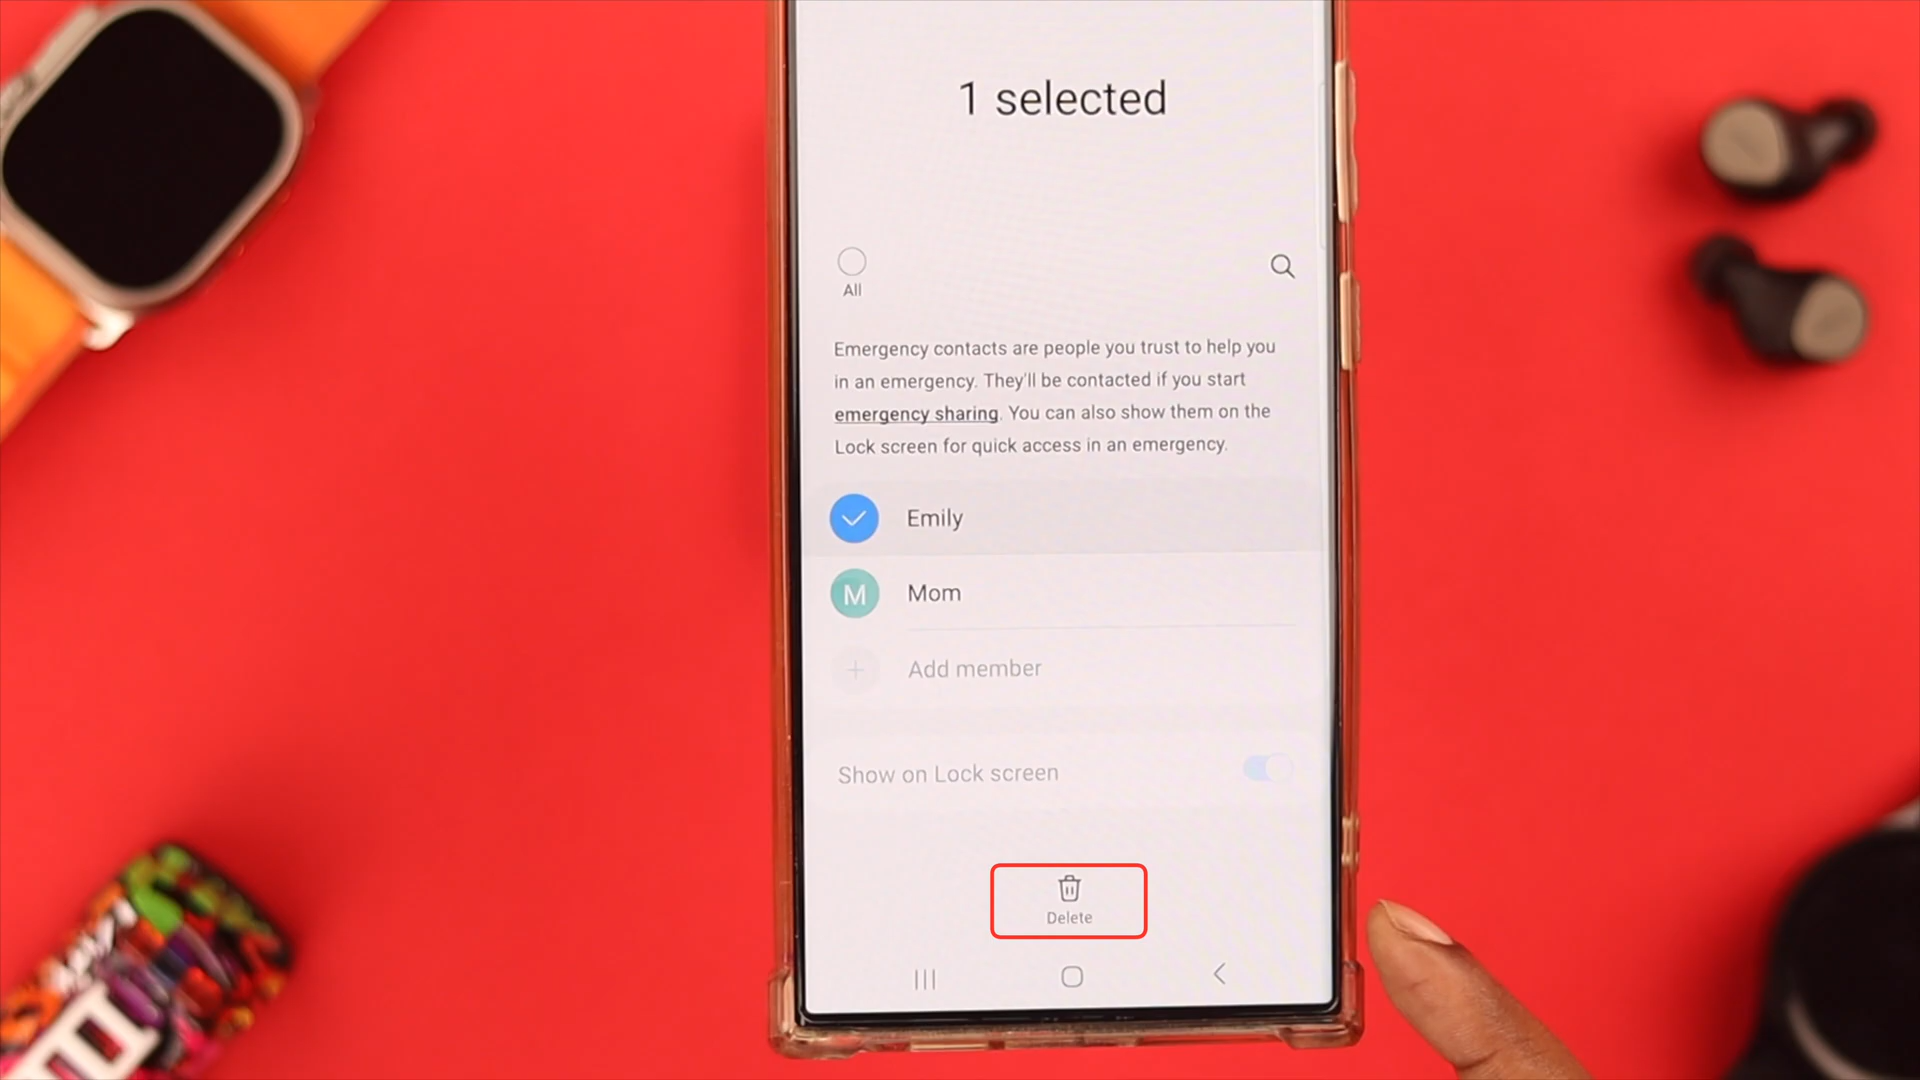 1 selected
All
Emergency contacts are people you trust to help you
in an emergency. They'll be contacted if you start
emergency sharing. You can also show them on the
Lock screen for quick access in an emergency.
Emily
M Mom
Add member
Show on Lock screen
Delete